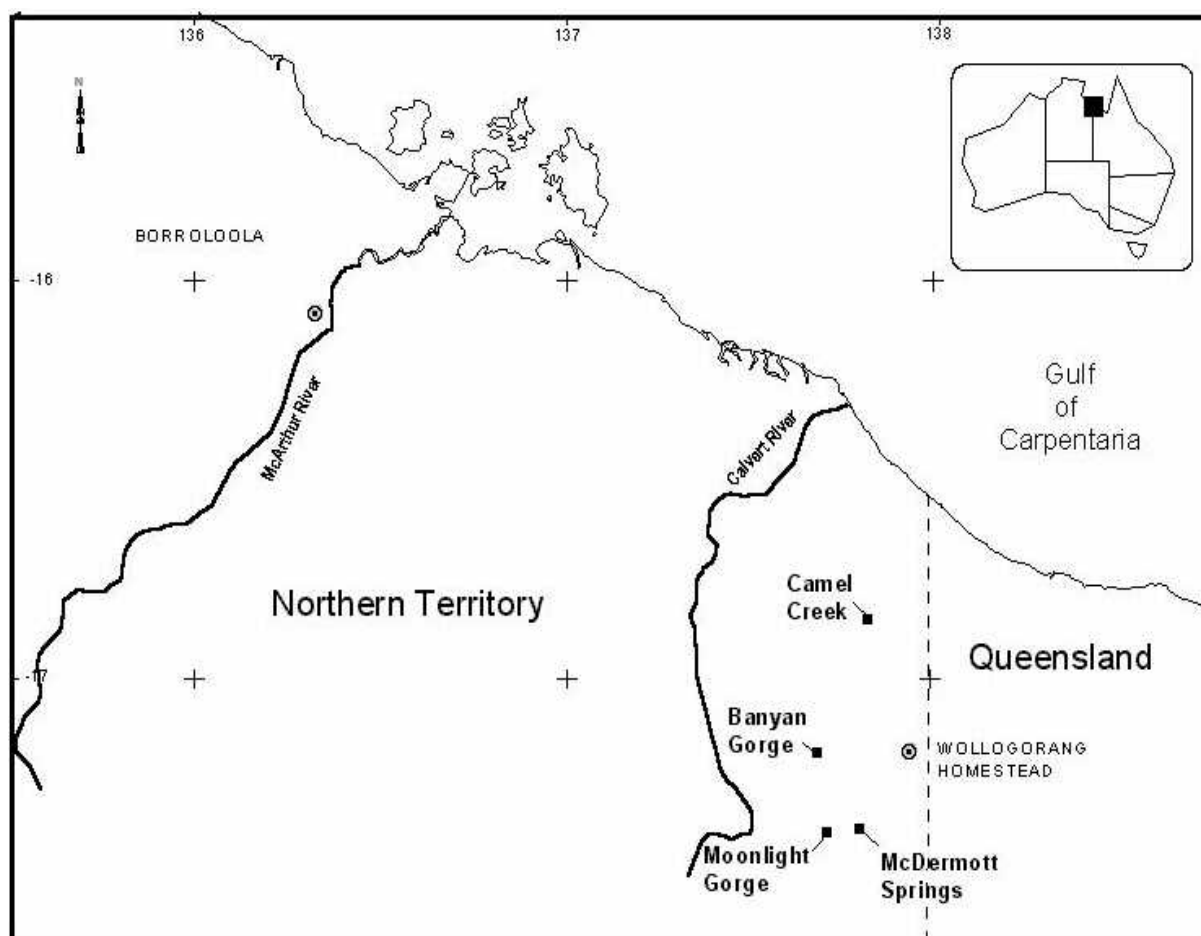 136
137
138
N
BORROLOOLA
-16
McArthur River
Gulf
of
Carpentaria
Calvert River
Northern Territory
Camel
Creek
Queensland
-17
Banyan
Gorge
WOLLOGORANG
HOMESTEAD
Moonlight
Gorge
McDermott
Springs